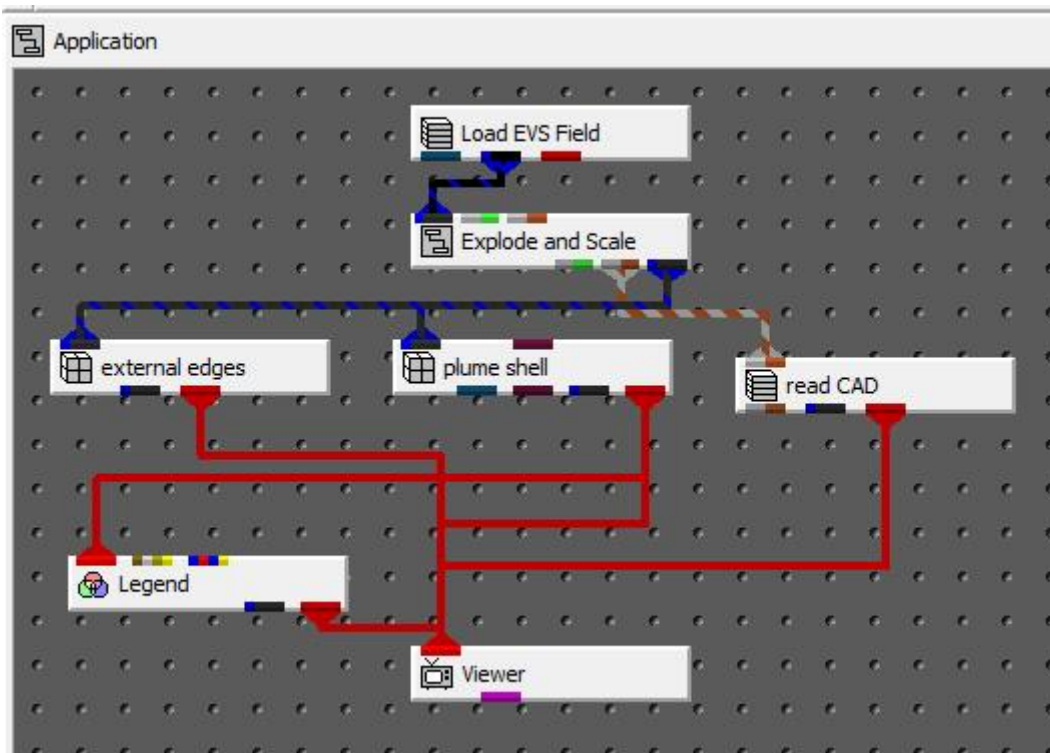 Application
Load EVS Field
Explode and Scale
external edges
plume shell
read CAD
Legend
Viewer